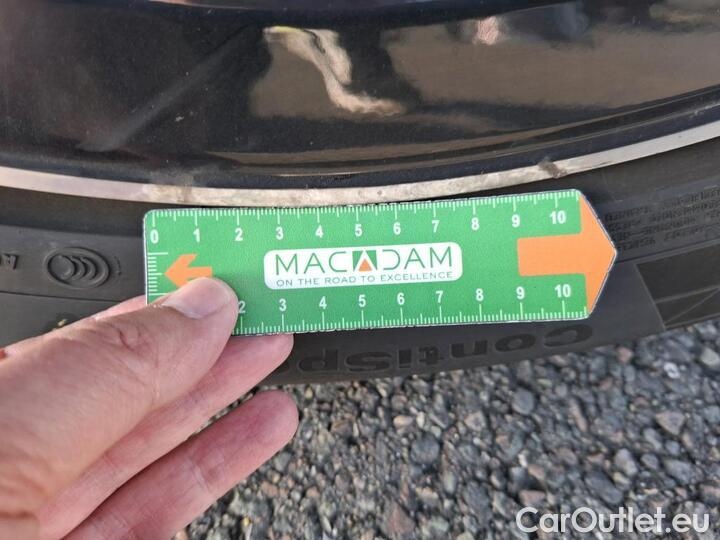 0 1 2 3 4 5 6 7 8 9 10
MACADAM
ON THE ROAD TO EXCELLENCE
2 3 4 5 6 7 8 9 10
ContiSp
CarOutlet.eu